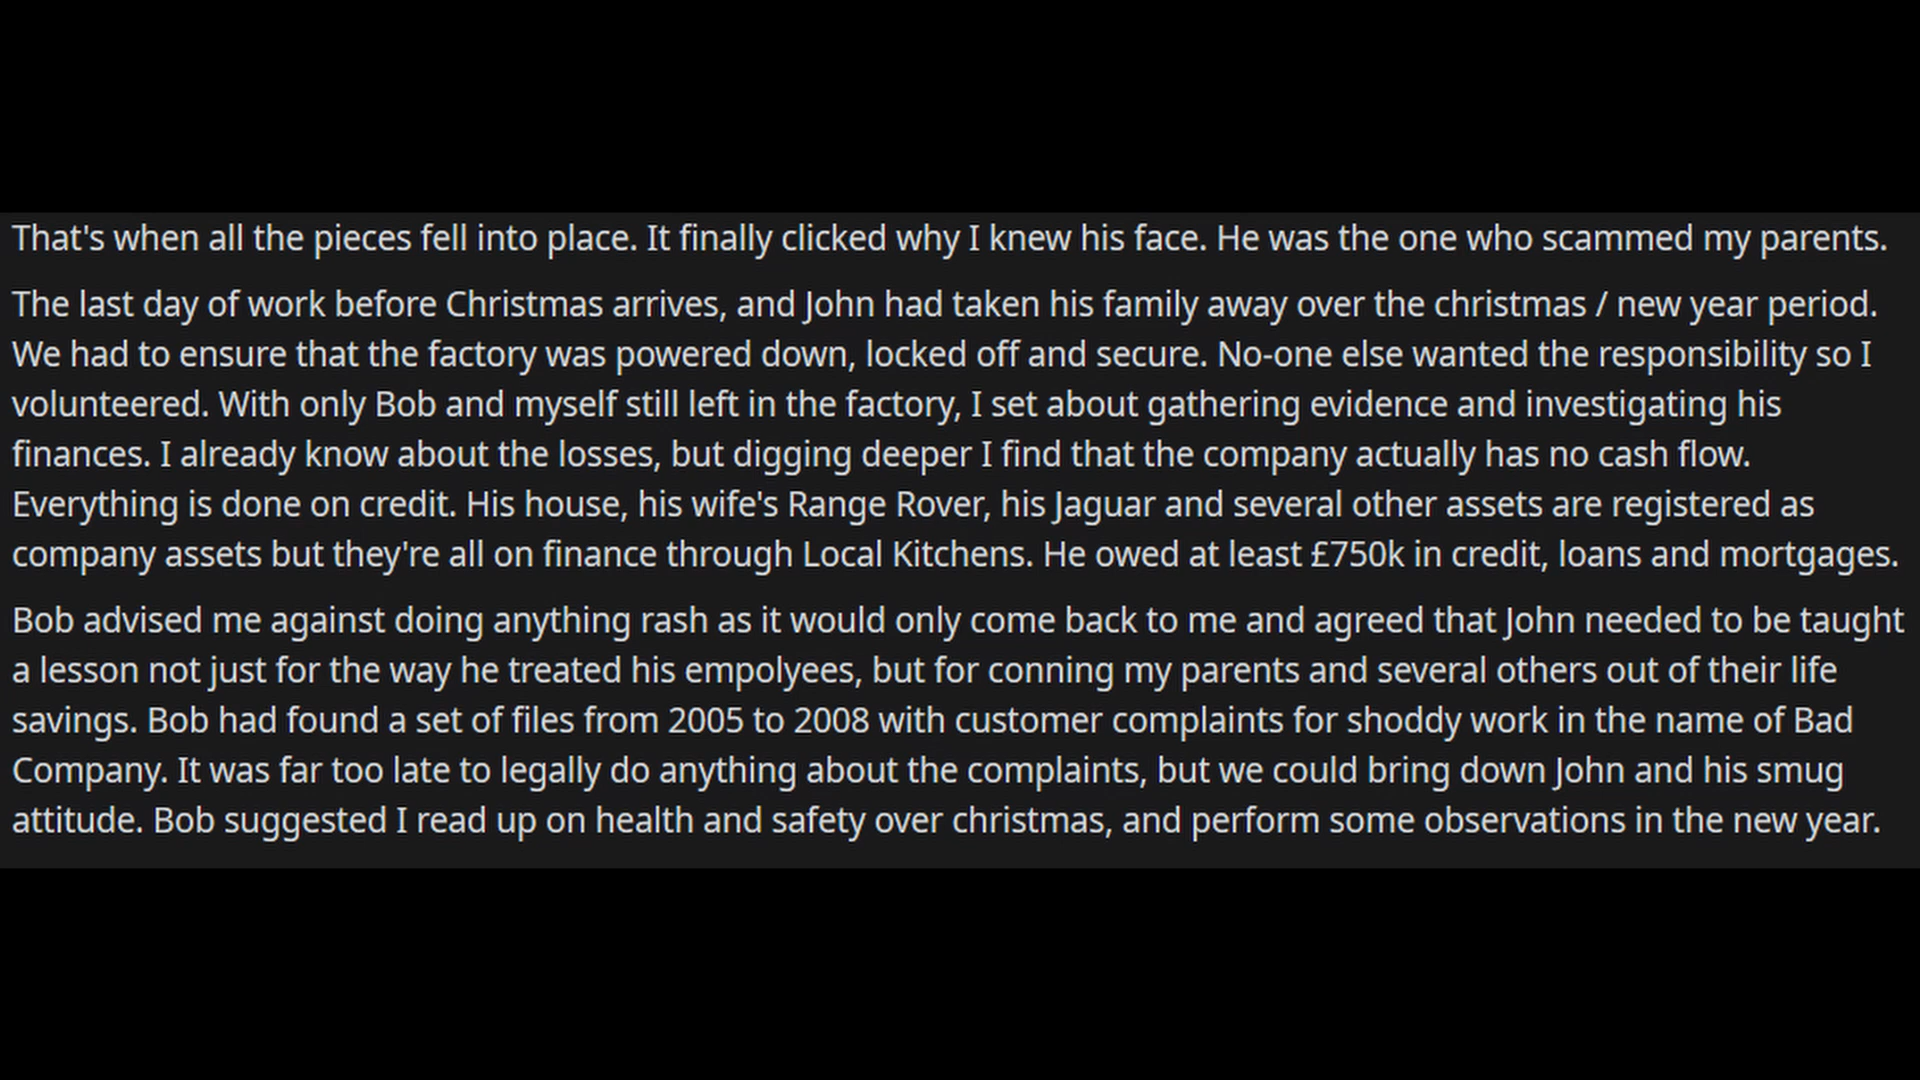 That's when all the pieces fell into place. It finally clicked why I knew his face. He was the one who scammed my parents.
The last day of work before Christmas arrives, and John had taken his family away over the christmas / new year period.
We had to ensure that the factory was powered down, locked off and secure. No-one else wanted the responsibility so I
volunteered. With only Bob and myself still left in the factory, I set about gathering evidence and investigating his
finances. I already know about the losses, but digging deeper I find that the company actually has no cash flow.
Everything is done on credit. His house, his wife's Range Rover, his Jaguar and several other assets are registered as
company assets but they're all on finance through Local Kitchens. He owed at least £750k in credit, loans and mortgages.
Bob advised me against doing anything rash as it would only come back to me and agreed that John needed to be taught
a lesson not just for the way he treated his empolyees, but for conning my parents and several others out of their life
savings. Bob had found a set of files from 2005 to 2008 with customer complaints for shoddy work in the name of Bad
Company. It was far too late to legally do anything about the complaints, but we could bring down John and his smug
attitude. Bob suggested I read up on health and safety over christmas, and perform some observations in the new year.